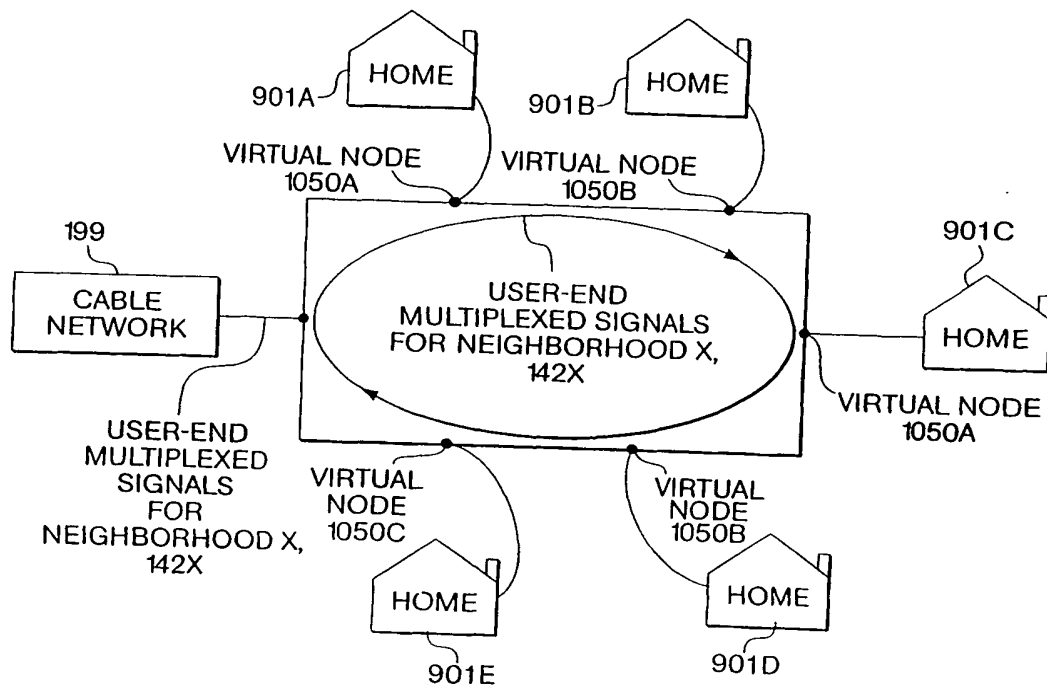 HOME
901A
HOME
901B
VIRTUAL NODE
1050A
VIRTUAL NODE
1050B
199
CABLE
NETWORK
901C
HOME
USER-END
MULTIPLEXED SIGNALS
FOR NEIGHBORHOOD X,
142X
VIRTUAL NODE
1050A
USER-END
MULTIPLEXED
SIGNALS
FOR
NEIGHBORHOOD X,
142X
VIRTUAL
NODE
1050C
VIRTUAL
NODE
1050B
HOME
901E
HOME
901D